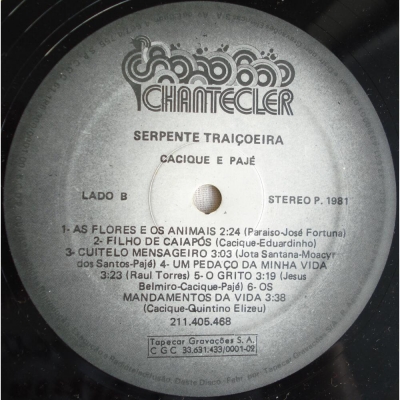 CHANTECLER
SERPENTE TRAIÇOEIRA
CACIQUE E PAJÉ
LADO B
STEREO P. 1981
1- AS FLORES E OS ANIMAIS 2:24 (Paraiso-José Fortuna)
2- FILHO DE CAIAPÓS (Cacique-Eduardinho)
3- CUITELO MENSAGEIRO 3:03 (Jota Santana-Moacyr
dos Santos-Pajé) 4- UM PEDAÇO DA MINHA VIDA
3:23 (Raul Torres) 5- O GRITO 3:19 (Jesus
Belmiro-Cacique-Pajé) 6- OS
MANDAMENTOS DA VIDA 3:38
(Cacique-Quintino Elizeu)
211.405.468
Tapecar Gravações S.A.
CGC 33.631.433/0001-02